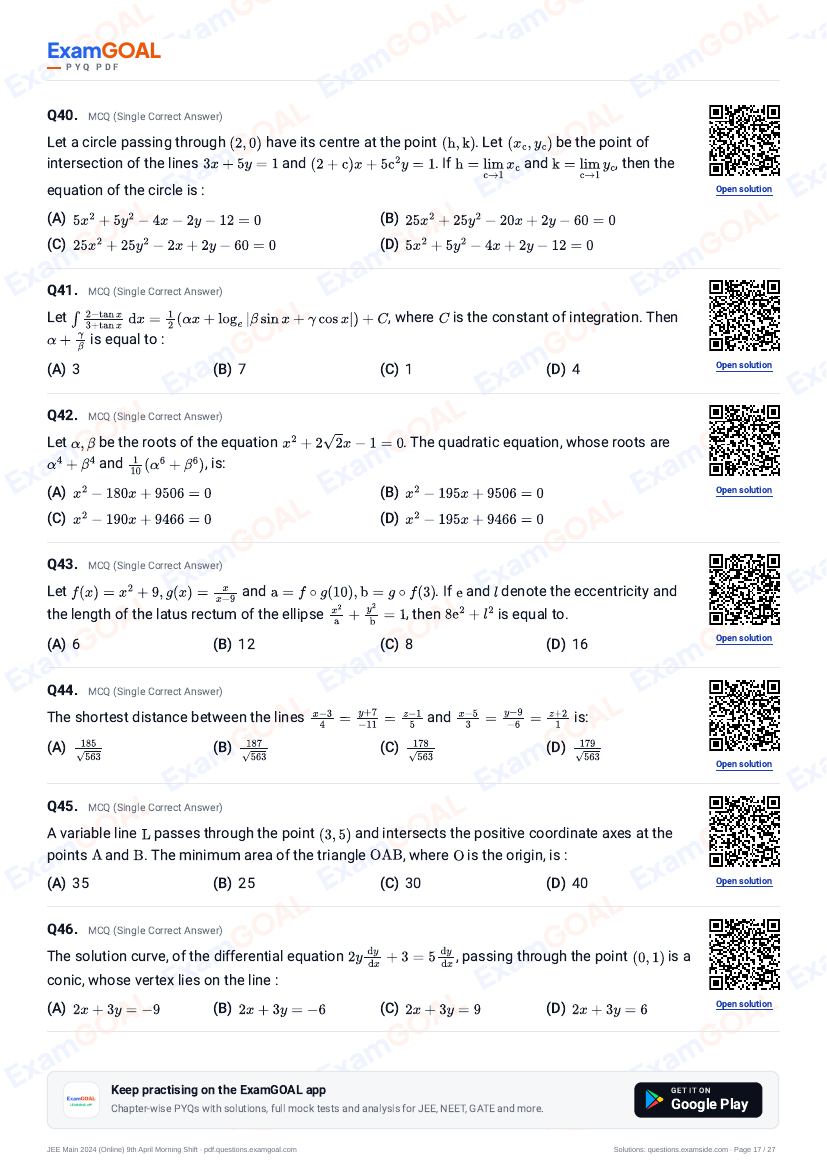 ExamGOAL
PYQ PDF
Q40. MCQ (Single Correct Answer)
Let a circle passing through (2, 0) have its centre at the point (h, k). Let (x_c, y_c) be the point of
intersection of the lines 3x + 5y = 1 and (2 + c)x + 5c²y = 1. If h = lim_{c→1} x_c and k = lim_{c→1} y_c, then the
equation of the circle is :
(A) 5x² + 5y² − 4x − 2y − 12 = 0 (B) 25x² + 25y² − 20x + 2y − 60 = 0
(C) 25x² + 25y² − 2x + 2y − 60 = 0 (D) 5x² + 5y² − 4x + 2y − 12 = 0
Open solution
Q41. MCQ (Single Correct Answer)
Let ∫ (2−tan x)/(3+tan x) dx = 1/2 (αx + log_e |β sin x + γ cos x|) + C, where C is the constant of integration. Then
α + γ/β is equal to :
(A) 3 (B) 7 (C) 1 (D) 4
Open solution
Q42. MCQ (Single Correct Answer)
Let α, β be the roots of the equation x² + 2√2x − 1 = 0. The quadratic equation, whose roots are
α⁴ + β⁴ and 1/10 (α⁶ + β⁶), is:
(A) x² − 180x + 9506 = 0 (B) x² − 195x + 9506 = 0
(C) x² − 190x + 9466 = 0 (D) x² − 195x + 9466 = 0
Open solution
Q43. MCQ (Single Correct Answer)
Let f(x) = x² + 9, g(x) = x/(x−9) and a = f ∘ g(10), b = g ∘ f(3). If e and l denote the eccentricity and
the length of the latus rectum of the ellipse x²/a + y²/b = 1, then 8e² + l² is equal to.
(A) 6 (B) 12 (C) 8 (D) 16
Open solution
Q44. MCQ (Single Correct Answer)
The shortest distance between the lines (x−3)/4 = (y+7)/−11 = (z−1)/5 and (x−5)/3 = (y−9)/−6 = (z+2)/1 is:
(A) 185/√563 (B) 187/√563 (C) 178/√563 (D) 179/√563
Open solution
Q45. MCQ (Single Correct Answer)
A variable line L passes through the point (3, 5) and intersects the positive coordinate axes at the
points A and B. The minimum area of the triangle OAB, where O is the origin, is :
(A) 35 (B) 25 (C) 30 (D) 40
Open solution
Q46. MCQ (Single Correct Answer)
The solution curve, of the differential equation 2y dy/dx + 3 = 5 dy/dx, passing through the point (0, 1) is a
conic, whose vertex lies on the line :
(A) 2x + 3y = −9 (B) 2x + 3y = −6 (C) 2x + 3y = 9 (D) 2x + 3y = 6
Open solution
Keep practising on the ExamGOAL app
Chapter-wise PYQs with solutions, full mock tests and analysis for JEE, NEET, GATE and more.
ExamGOAL
GET IT ON
Google Play
JEE Main 2024 (Online) 9th April Morning Shift · pdf.questions.examgoal.com
Solutions: questions.examside.com · Page 17 / 27